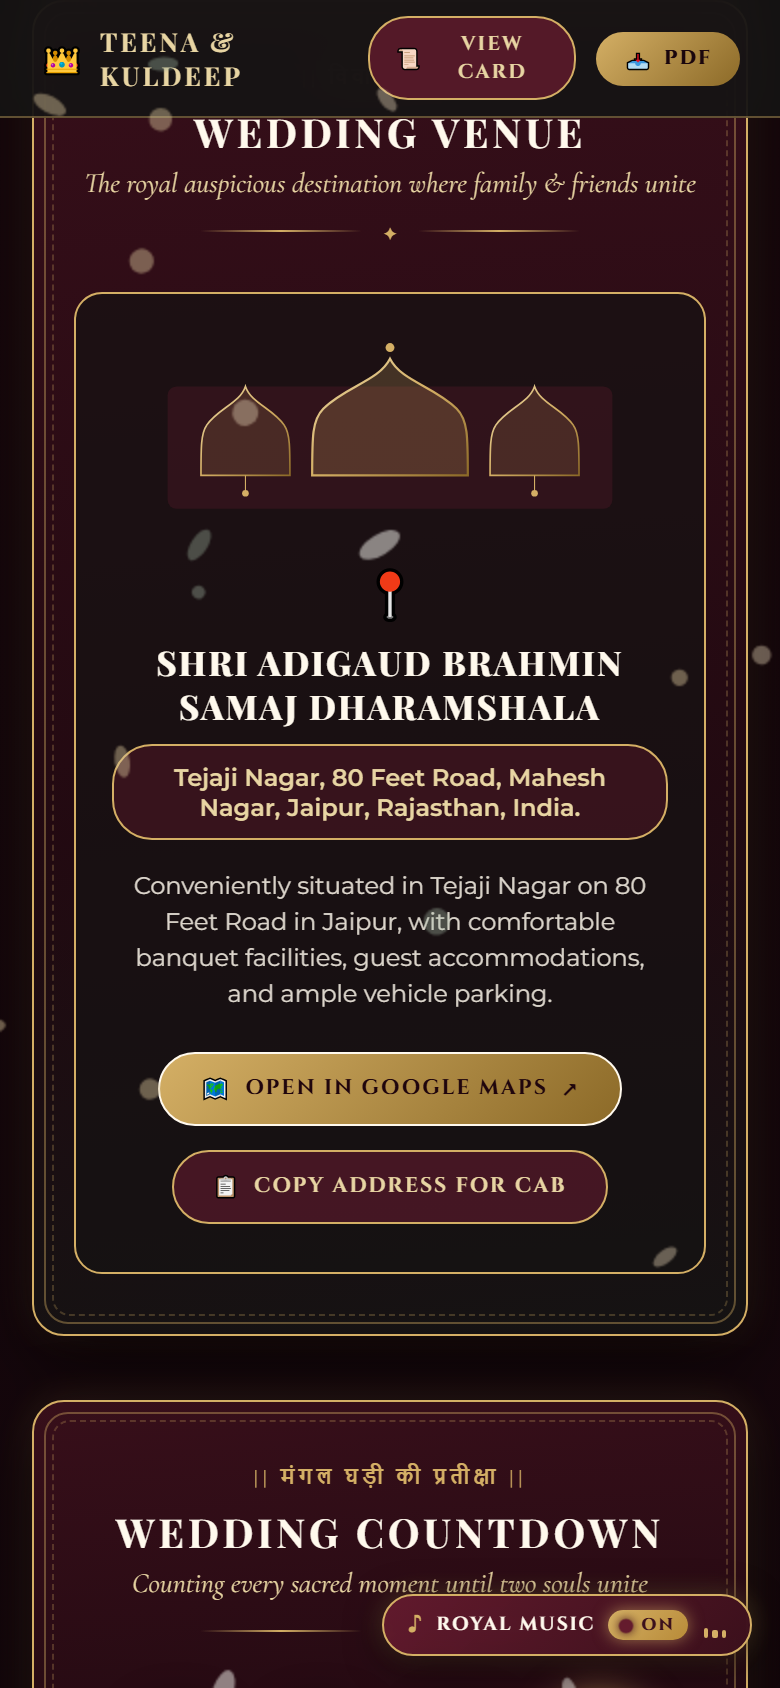 TEENA &
KULDEEP
VIEW
CARD
PDF
WEDDING VENUE
The royal auspicious destination where family & friends unite
SHRI ADIGAUD BRAHMIN
SAMAJ DHARAMSHALA
Tejaji Nagar, 80 Feet Road, Mahesh
Nagar, Jaipur, Rajasthan, India.
Conveniently situated in Tejaji Nagar on 80
Feet Road in Jaipur, with comfortable
banquet facilities, guest accommodations,
and ample vehicle parking.
OPEN IN GOOGLE MAPS ↗
COPY ADDRESS FOR CAB
|| मंगल घड़ी की प्रतीक्षा ||
WEDDING COUNTDOWN
Counting every sacred moment until two souls unite
ROYAL MUSIC ON